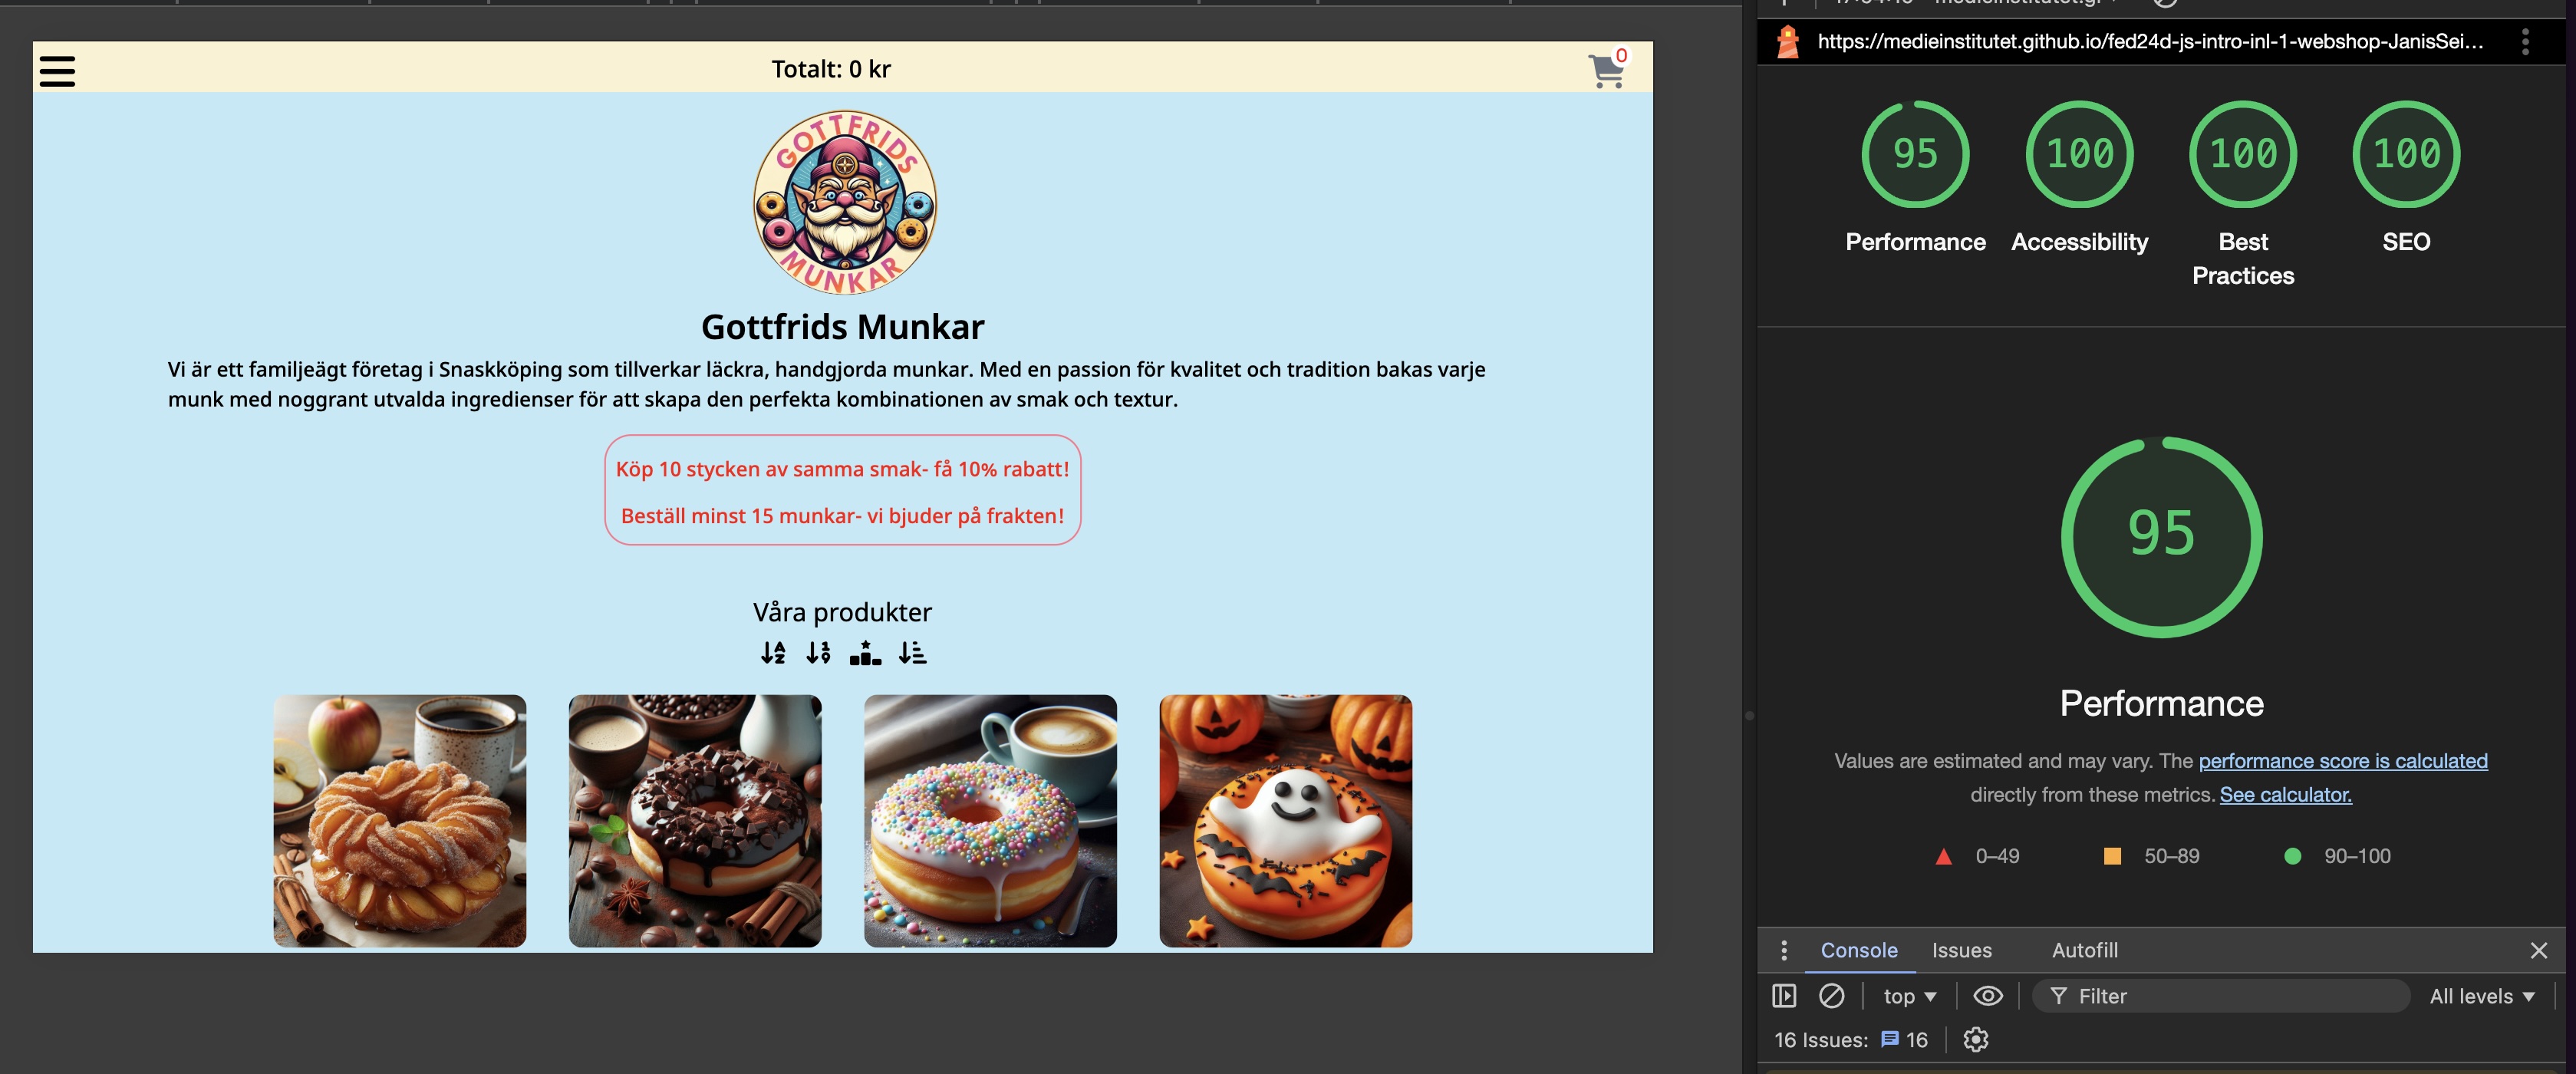 Totalt: 0 kr
0
GOTTFRIDS
MUNKAR
Gottfrids Munkar
Vi är ett familjeägt företag i Snaskköping som tillverkar läckra, handgjorda munkar. Med en passion för kvalitet och tradition bakas varje
munk med noggrant utvalda ingredienser för att skapa den perfekta kombinationen av smak och textur.
Köp 10 stycken av samma smak- få 10% rabatt!
Beställ minst 15 munkar- vi bjuder på frakten!
Våra produkter
https://medieinstitutet.github.io/fed24d-js-intro-inl-1-webshop-JanisSei...
95
100
100
100
Performance
Accessibility
Best
Practices
SEO
95
Performance
Values are estimated and may vary. The performance score is calculated
directly from these metrics. See calculator.
0–49
50–89
90–100
Console
Issues
Autofill
top
Filter
All levels
16 Issues:
16